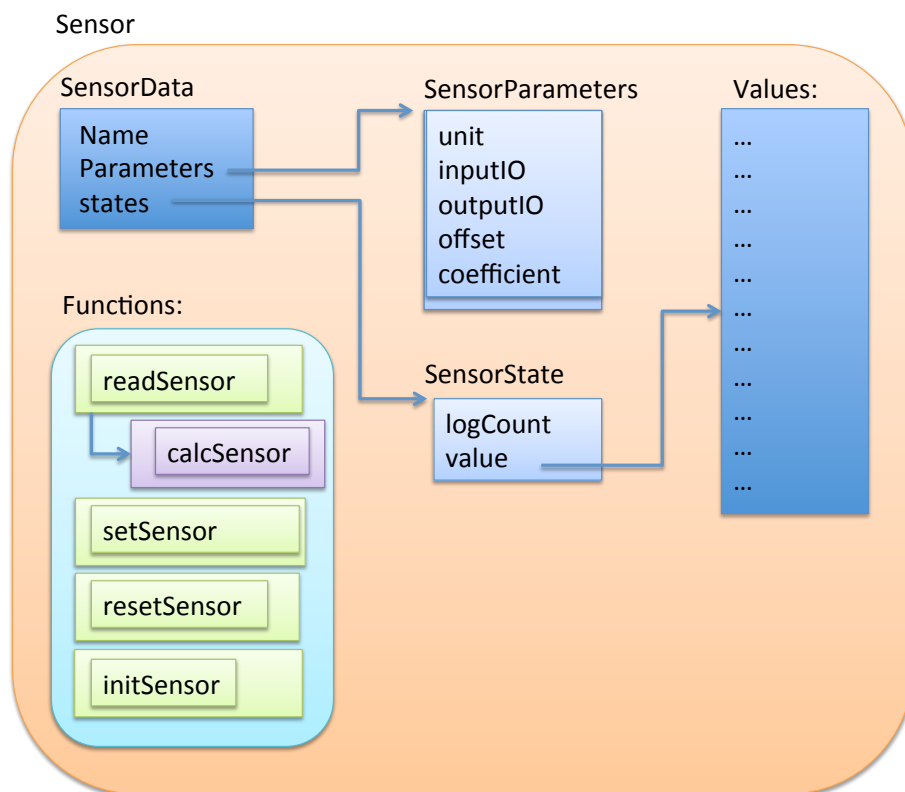 Sensor
SensorData
Name
Parameters
states
SensorParameters
unit
inputIO
outputIO
offset
coefficient
Values:
...
...
...
...
...
...
...
...
...
...
...
Functions:
readSensor
calcSensor
setSensor
resetSensor
initSensor
SensorState
logCount
value